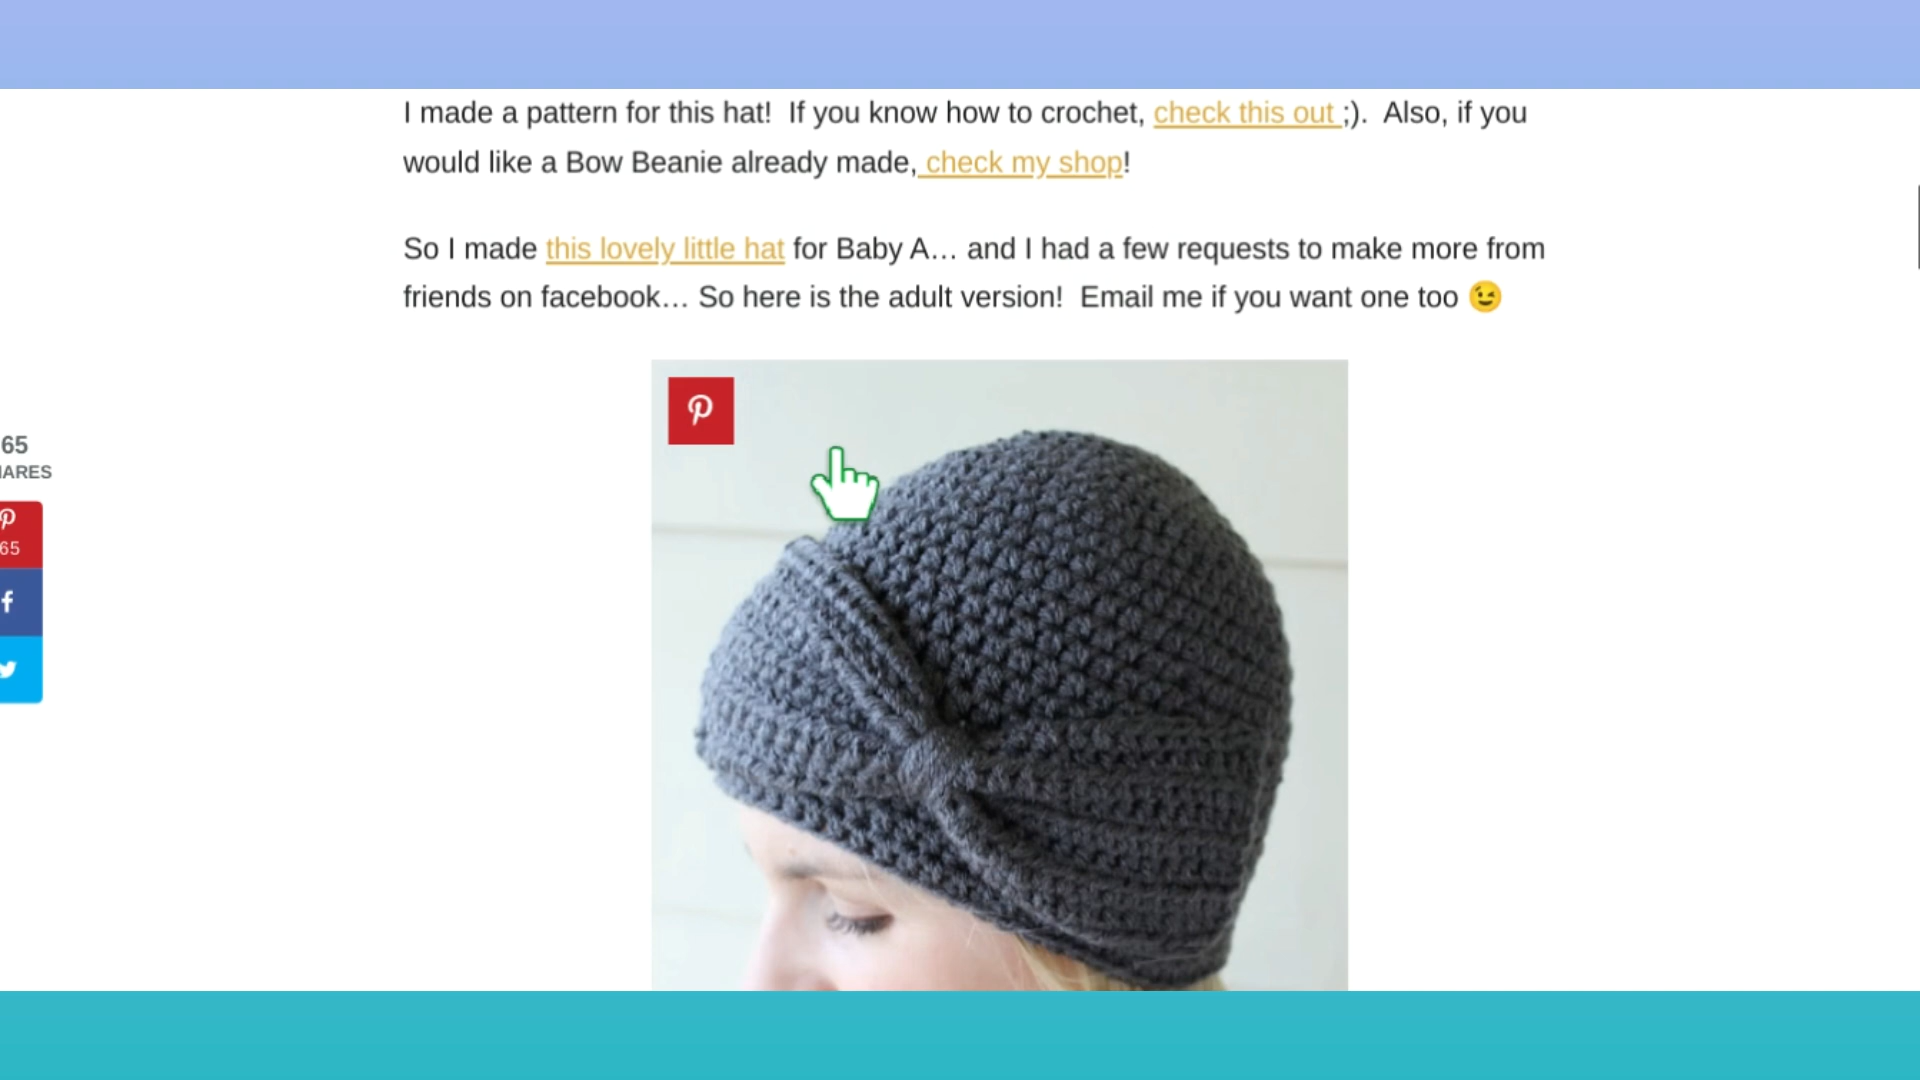 I made a pattern for this hat!  If you know how to crochet, check this out ;).  Also, if you
would like a Bow Beanie already made, check my shop!
So I made this lovely little hat for Baby A… and I had a few requests to make more from
friends on facebook… So here is the adult version!  Email me if you want one too 😉
65
ARES
65